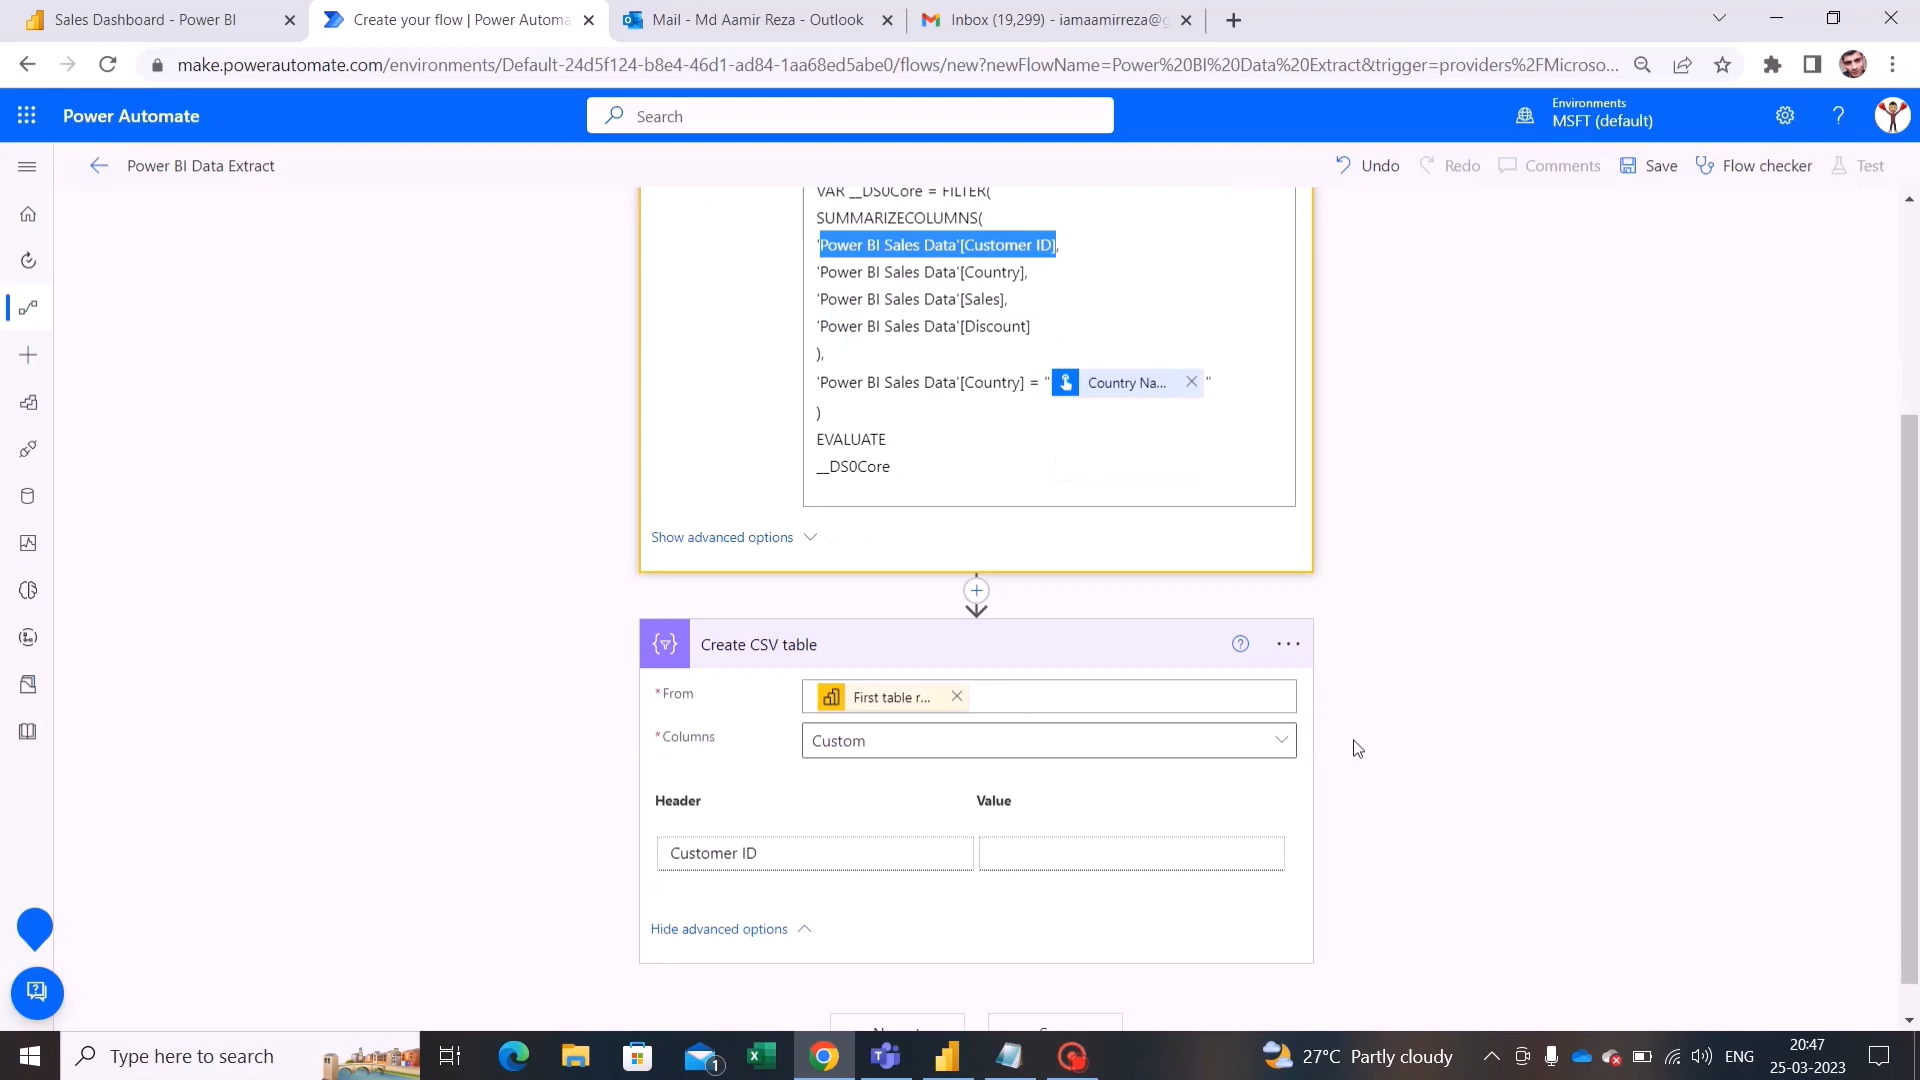 Sales Dashboard - Power BI
Create your flow | Power Automa
Mail - Md Aamir Reza - Outlook
Inbox (19,299) - iamaamirreza@g
make.powerautomate.com/environments/Default-24d5f124-b8e4-46d1-ad84-1aa68ed5abe0/flows/new?newFlowName=Power%20BI%20Data%20Extract&trigger=providers%2FMicroso...
Power Automate
Search
Environments
MSFT (default)
Power BI Data Extract
Undo
Redo
Comments
Save
Flow checker
Test
VAR __DS0Core = FILTER(
SUMMARIZECOLUMNS(
'Power BI Sales Data'[Customer ID],
'Power BI Sales Data'[Country],
'Power BI Sales Data'[Sales],
'Power BI Sales Data'[Discount]
),
'Power BI Sales Data'[Country] = " Country Na... "
)
EVALUATE
__DS0Core
Show advanced options
Create CSV table
* From
First table r...
* Columns
Custom
Header
Value
Customer ID
Hide advanced options
Type here to search
1
27°C Partly cloudy
ENG
20:47
25-03-2023